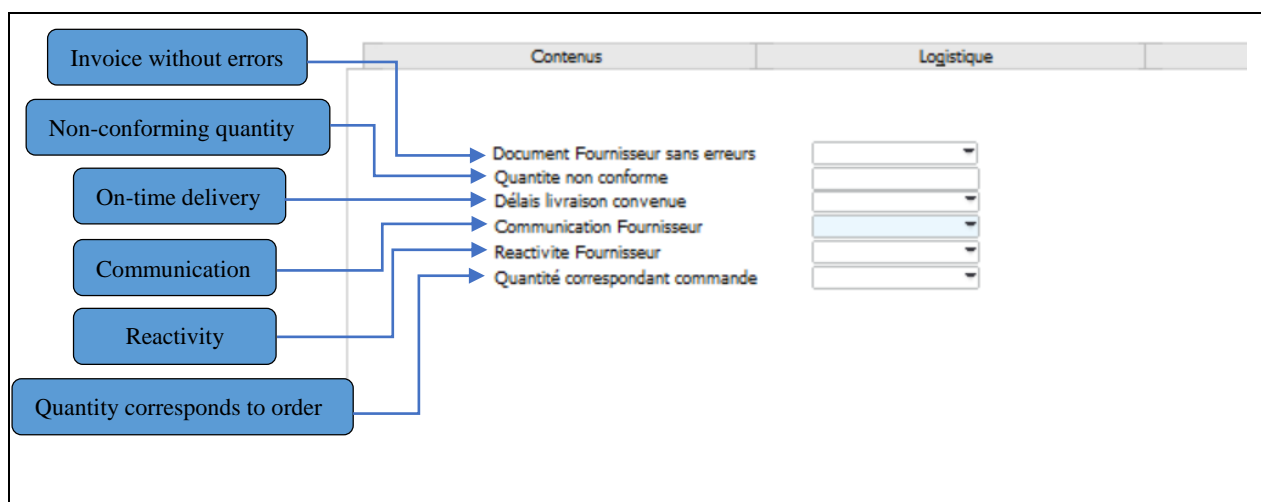 Invoice without errors
Contenus
Logistique
Non-conforming quantity
Document Fournisseur sans erreurs
Quantite non conforme
On-time delivery
Délais livraison convenue
Communication Fournisseur
Communication
Reactivite Fournisseur
Quantité correspondant commande
Reactivity
Quantity corresponds to order